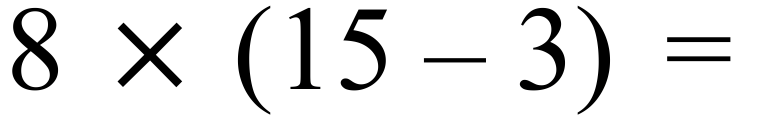 8 × (15 – 3) =